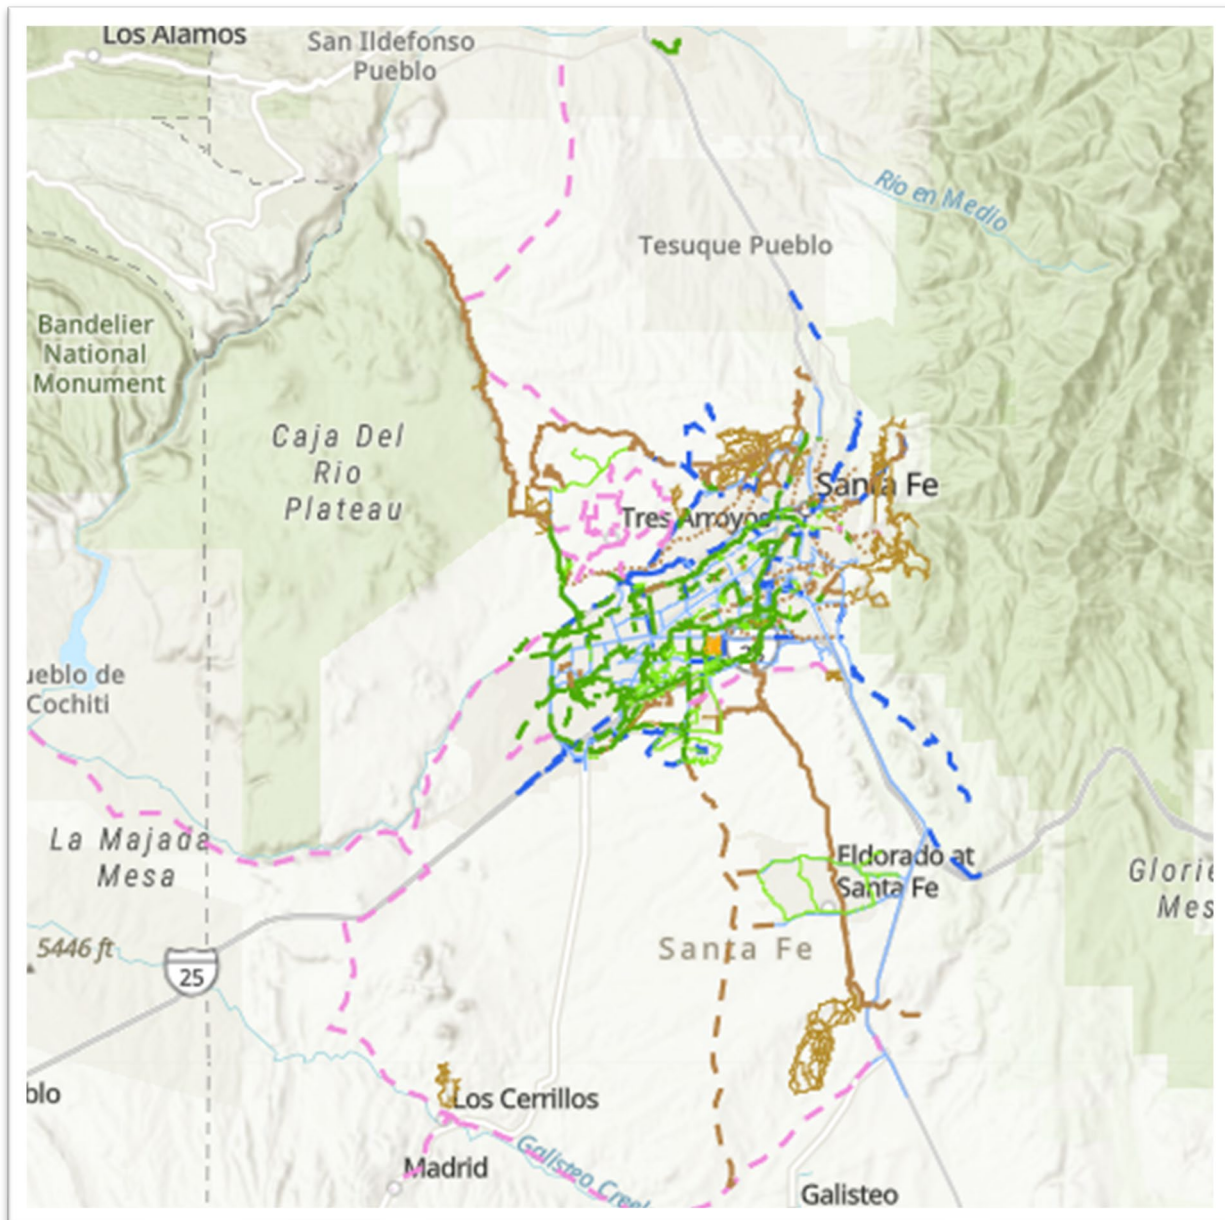 Los Alamos
San Ildefonso
Pueblo
Rio en Medio
Tesuque Pueblo
Bandelier
National
Monument
Caja Del
Rio
Plateau
Santa Fe
Tres Arroyos
ueblo de
Cochiti
La Majada
Mesa
Eldorado at
Santa Fe
Glorie
Mes
5446 ft
Santa Fe
25
blo
Los Cerrillos
Galisteo Creek
Madrid
Galisteo